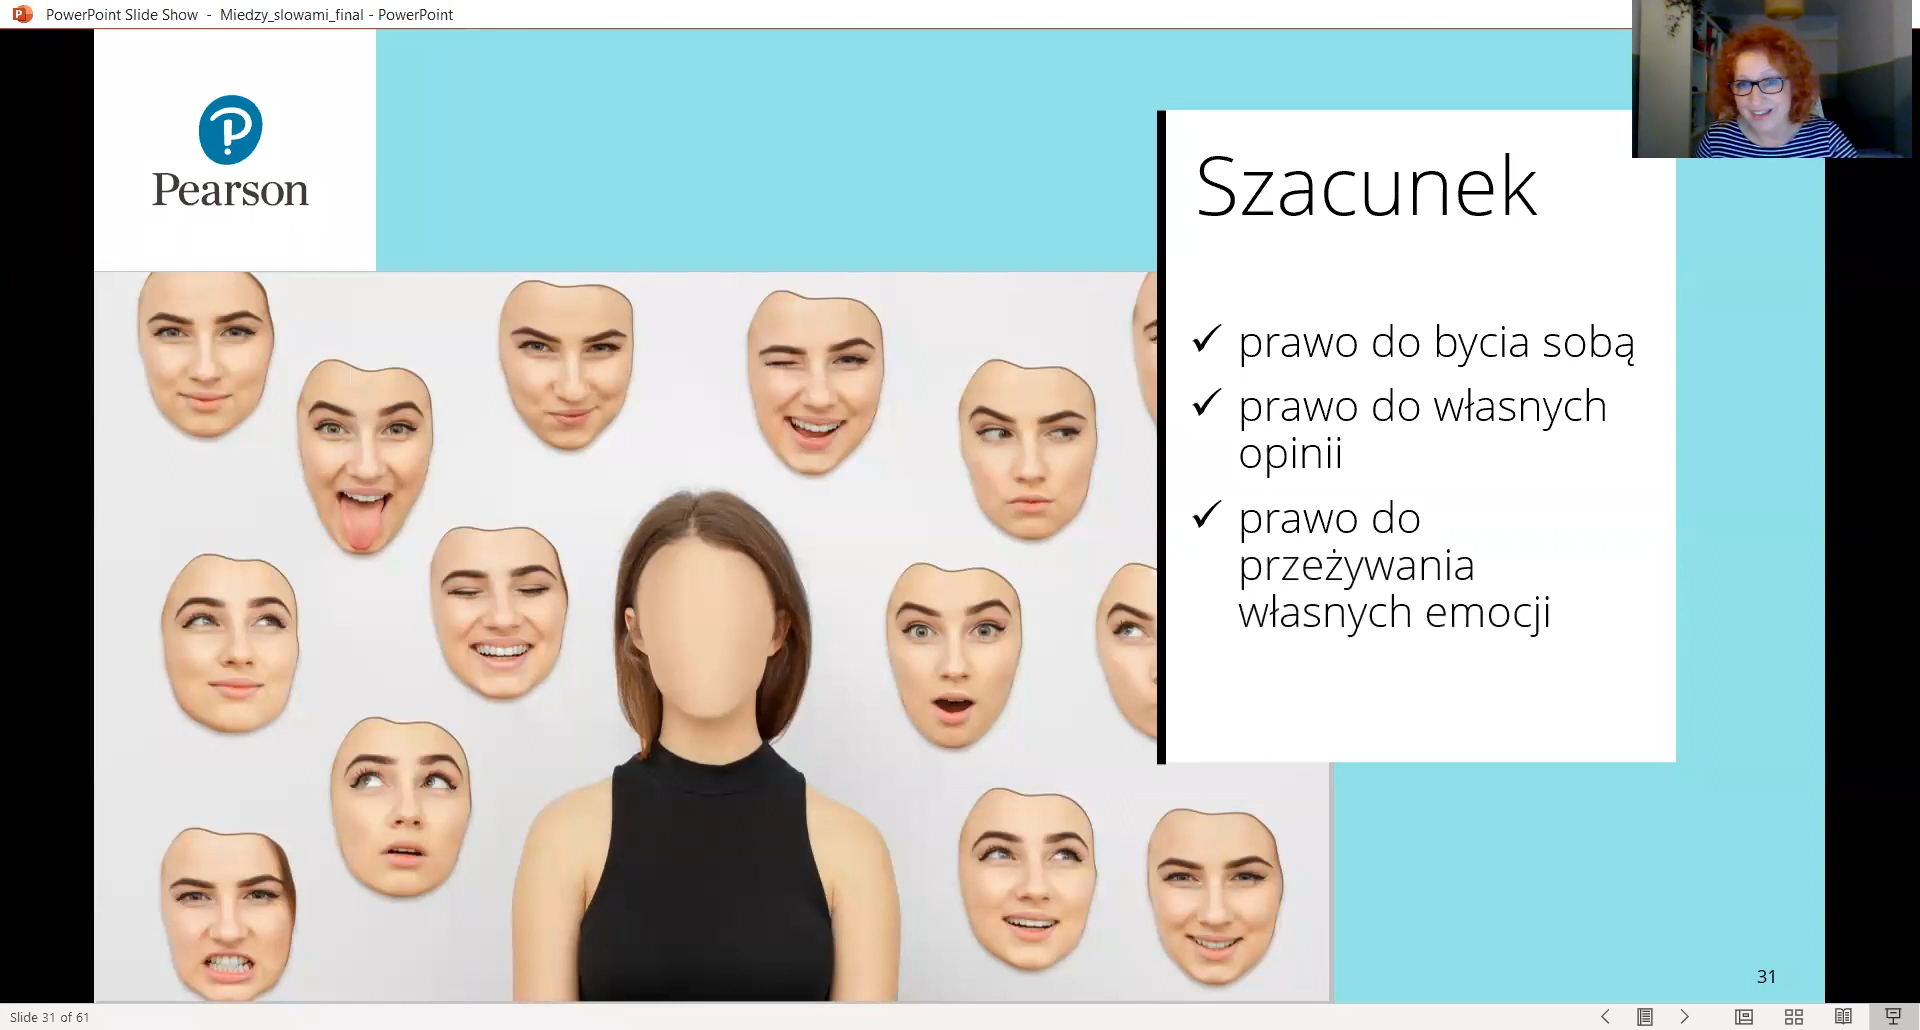 PowerPoint Slide Show - Miedzy_slowami_final - PowerPoint
Pearson
Szacunek
✓ prawo do bycia sobą
✓ prawo do własnych
opinii
✓ prawo do
przeżywania
własnych emocji
31
Slide 31 of 61